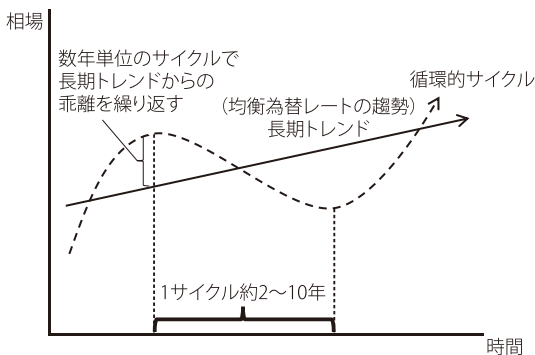 相場
数年単位のサイクルで
長期トレンドからの
乖離を繰り返す
循環的サイクル
（均衡為替レートの趨勢）
長期トレンド
1サイクル約2〜10年
時間